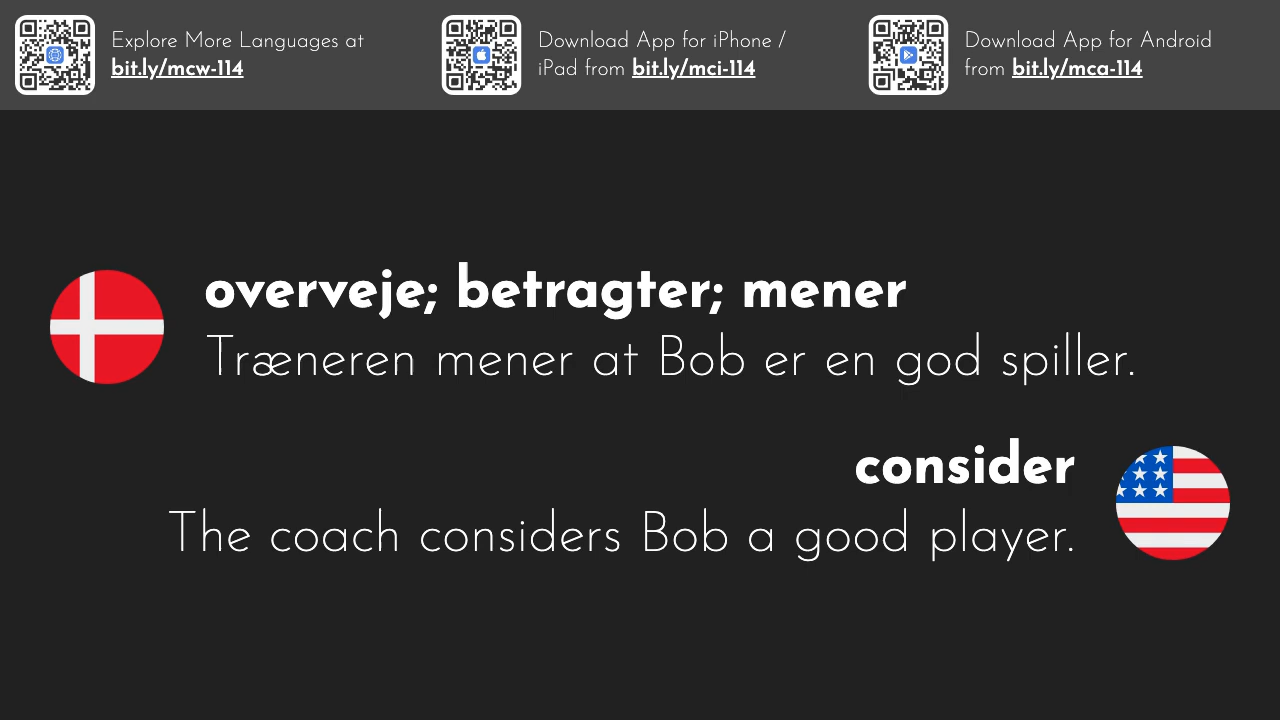 Explore More Languages at
bit.ly/mcw-114
Download App for iPhone /
iPad from bit.ly/mci-114
Download App for Android
from bit.ly/mca-114
overveje; betragter; mener
Træneren mener at Bob er en god spiller.
consider
The coach considers Bob a good player.